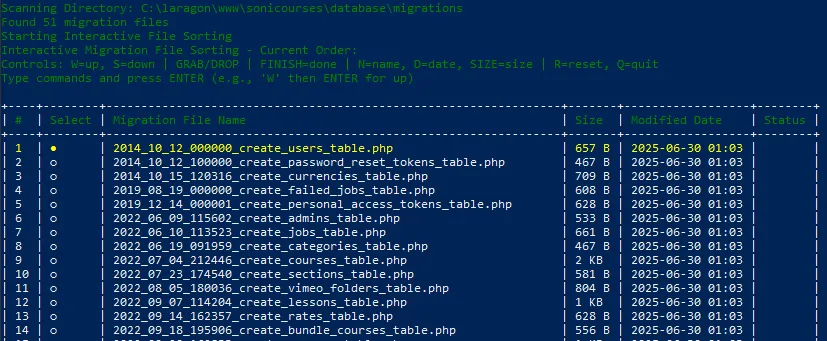 Scanning Directory: C:\laragon\www\sonicourses\database\migrations
Found 51 migration files
Starting Interactive File Sorting
Interactive Migration File Sorting - Current Order:
Controls: W=up, S=down | GRAB/DROP | FINISH=done | N=name, D=date, SIZE=size | R=reset, Q=quit
Type commands and press ENTER (e.g., 'W' then ENTER for up)
| # | Select | Migration File Name | Size | Modified Date | Status |
| 1 | ● | 2014_10_12_000000_create_users_table.php | 657 B | 2025-06-30 01:03 | |
| 2 | ○ | 2014_10_12_100000_create_password_reset_tokens_table.php | 467 B | 2025-06-30 01:03 | |
| 3 | ○ | 2014_10_15_120316_create_currencies_table.php | 709 B | 2025-06-30 01:03 | |
| 4 | ○ | 2019_08_19_000000_create_failed_jobs_table.php | 608 B | 2025-06-30 01:03 | |
| 5 | ○ | 2019_12_14_000001_create_personal_access_tokens_table.php | 628 B | 2025-06-30 01:03 | |
| 6 | ○ | 2022_06_09_115602_create_admins_table.php | 533 B | 2025-06-30 01:03 | |
| 7 | ○ | 2022_06_10_113523_create_jobs_table.php | 661 B | 2025-06-30 01:03 | |
| 8 | ○ | 2022_06_19_091959_create_categories_table.php | 467 B | 2025-06-30 01:03 | |
| 9 | ○ | 2022_07_04_212446_create_courses_table.php | 2 KB | 2025-06-30 01:03 | |
| 10 | ○ | 2022_07_23_174540_create_sections_table.php | 581 B | 2025-06-30 01:03 | |
| 11 | ○ | 2022_08_05_180036_create_vimeo_folders_table.php | 804 B | 2025-06-30 01:03 | |
| 12 | ○ | 2022_09_07_114204_create_lessons_table.php | 1 KB | 2025-06-30 01:03 | |
| 13 | ○ | 2022_09_14_162357_create_rates_table.php | 628 B | 2025-06-30 01:03 | |
| 14 | ○ | 2022_09_18_195906_create_bundle_courses_table.php | 556 B | 2025-06-30 01:03 | |